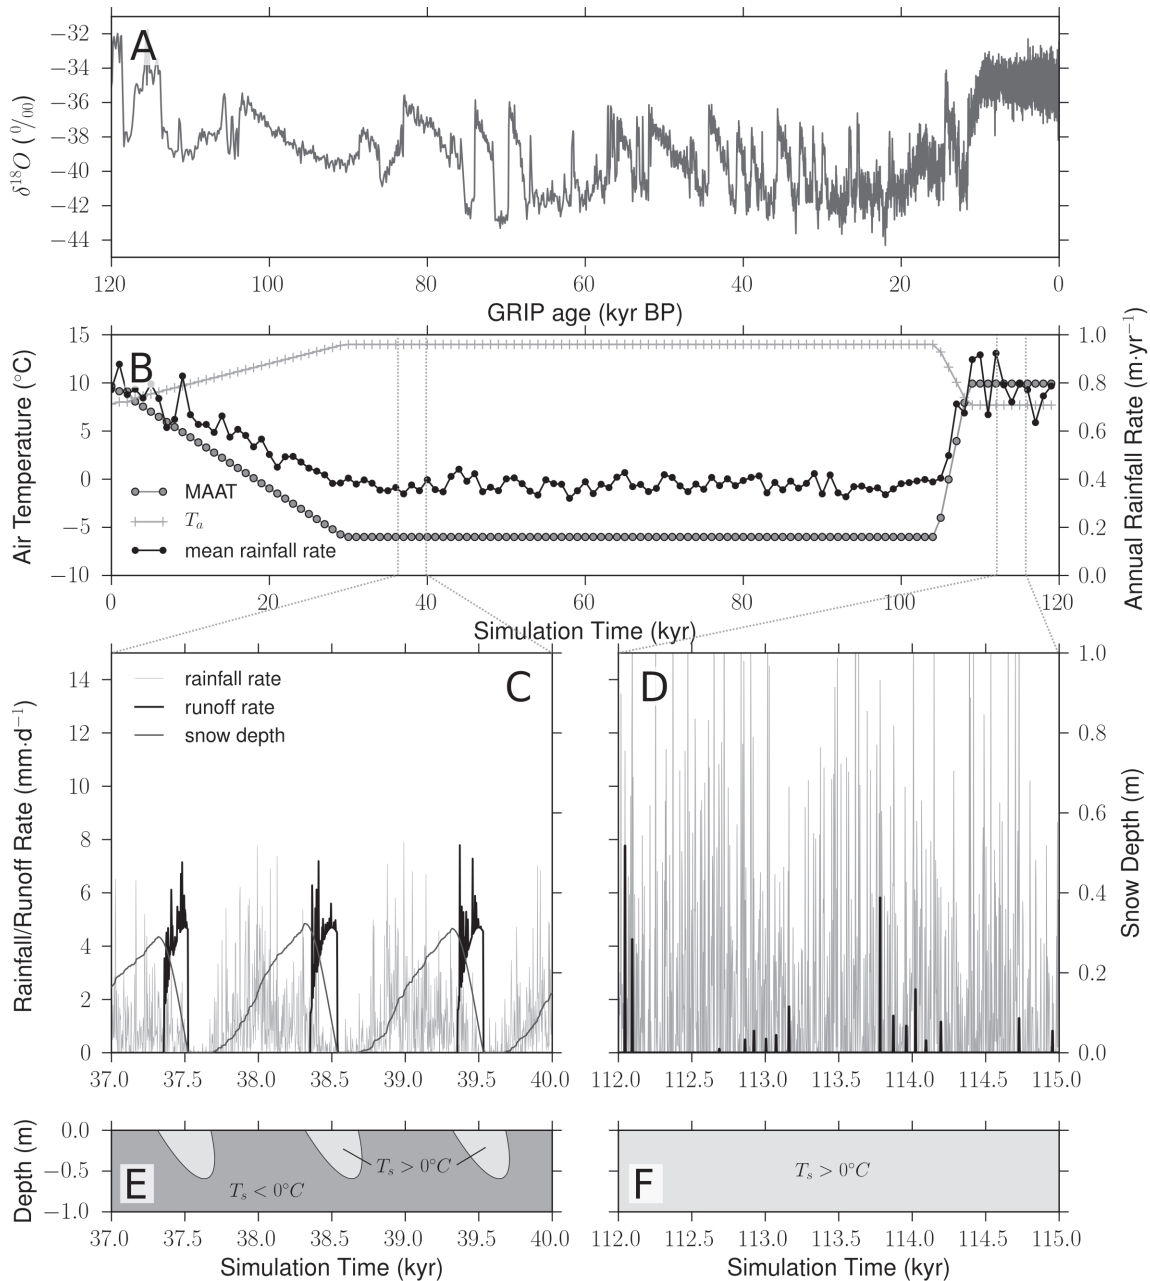 A
−32
−34
−36
−38
−40
−42
−44
δ¹⁸O (⁰/₀₀)
120 100 80 60 40 20 0
GRIP age (kyr BP)
B
15
10
5
0
−5
−10
Air Temperature (°C)
MAAT
Tₐ
mean rainfall rate
1.0
0.8
0.6
0.4
0.2
0.0
Annual Rainfall Rate (m·yr⁻¹)
0 20 40 60 80 100 120
Simulation Time (kyr)
C
14
12
10
8
6
4
2
0
Rainfall/Runoff Rate (mm·d⁻¹)
rainfall rate
runoff rate
snow depth
37.0 37.5 38.0 38.5 39.0 39.5 40.0
D
1.0
0.8
0.6
0.4
0.2
0.0
Snow Depth (m)
112.0 112.5 113.0 113.5 114.0 114.5 115.0
E
0.0
−0.5
−1.0
Depth (m)
Tₛ > 0°C
Tₛ < 0°C
37.0 37.5 38.0 38.5 39.0 39.5 40.0
Simulation Time (kyr)
F
Tₛ > 0°C
112.0 112.5 113.0 113.5 114.0 114.5 115.0
Simulation Time (kyr)